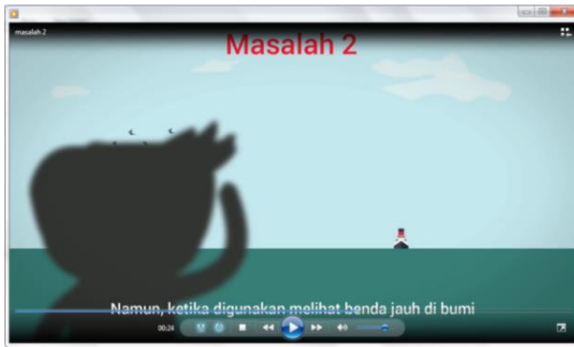 masalah 2
Masalah 2
Namun, ketika digunakan melihat benda jauh di bumi
00:24